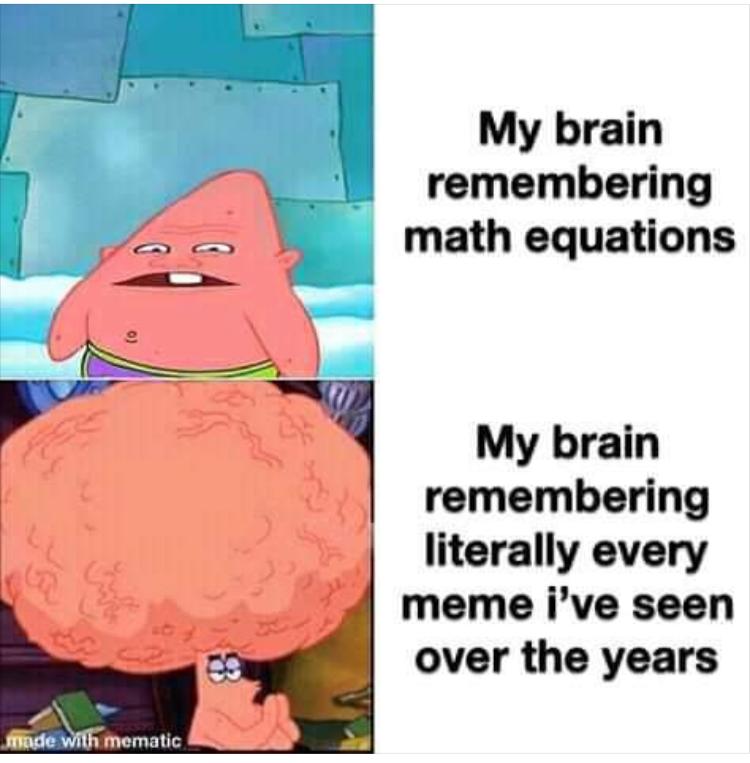 My brain
remembering
math equations
My brain
remembering
literally every
meme i've seen
over the years
made with mematic